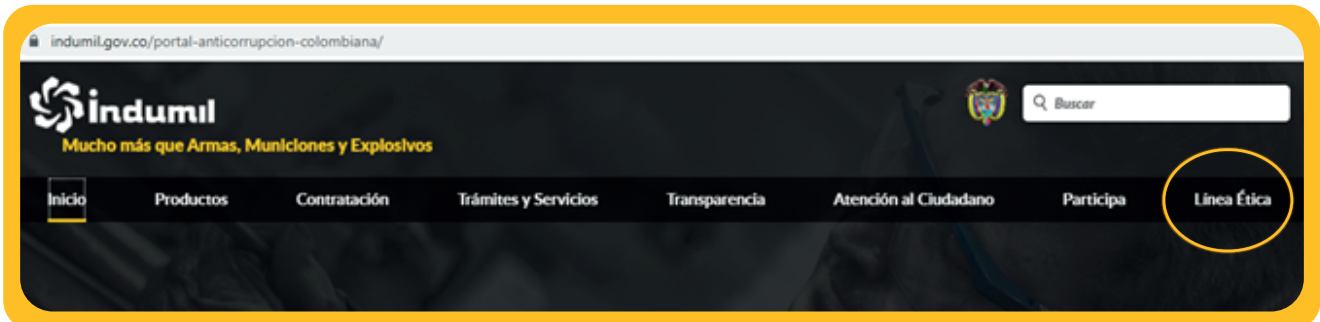 indumil.gov.co/portal-anticorrupcion-colombiana/
indumil
Buscar
Mucho más que Armas, Municiones y Explosivos
Inicio Productos Contratación Trámites y Servicios Transparencia Atención al Ciudadano Participa Línea Ética